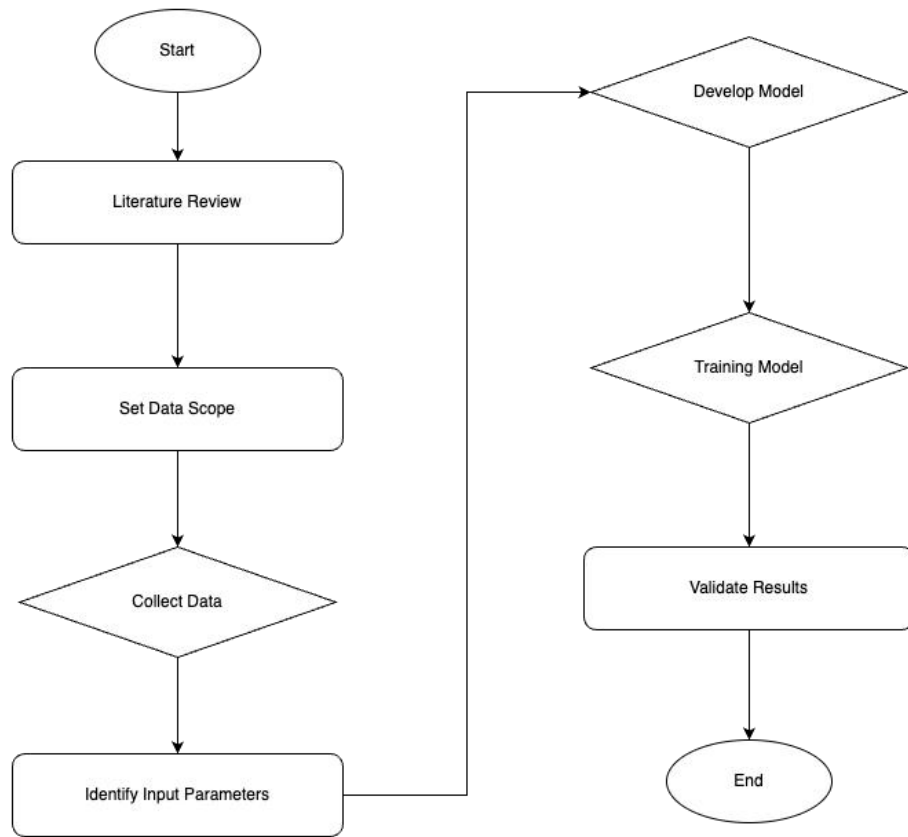 Start
Literature Review
Set Data Scope
Collect Data
Identify Input Parameters
Develop Model
Training Model
Validate Results
End